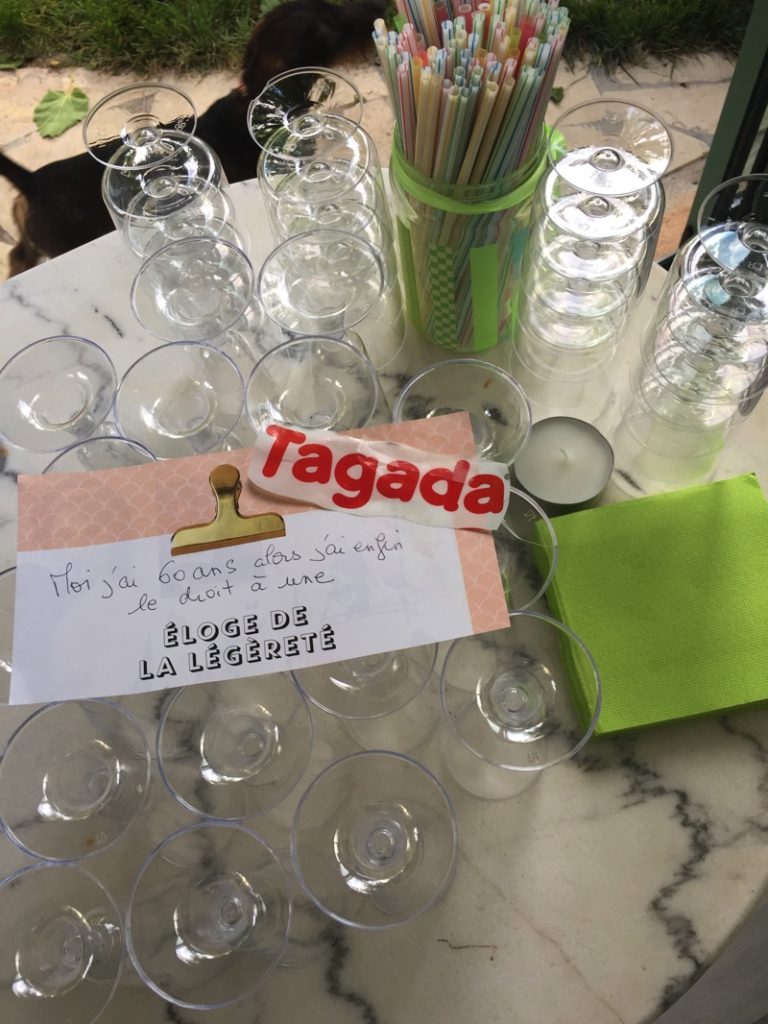 Tagada
Moi j'ai 60 ans alors j'ai enfin
le droit à une
ÉLOGE DE
LA LÉGÈRETÉ